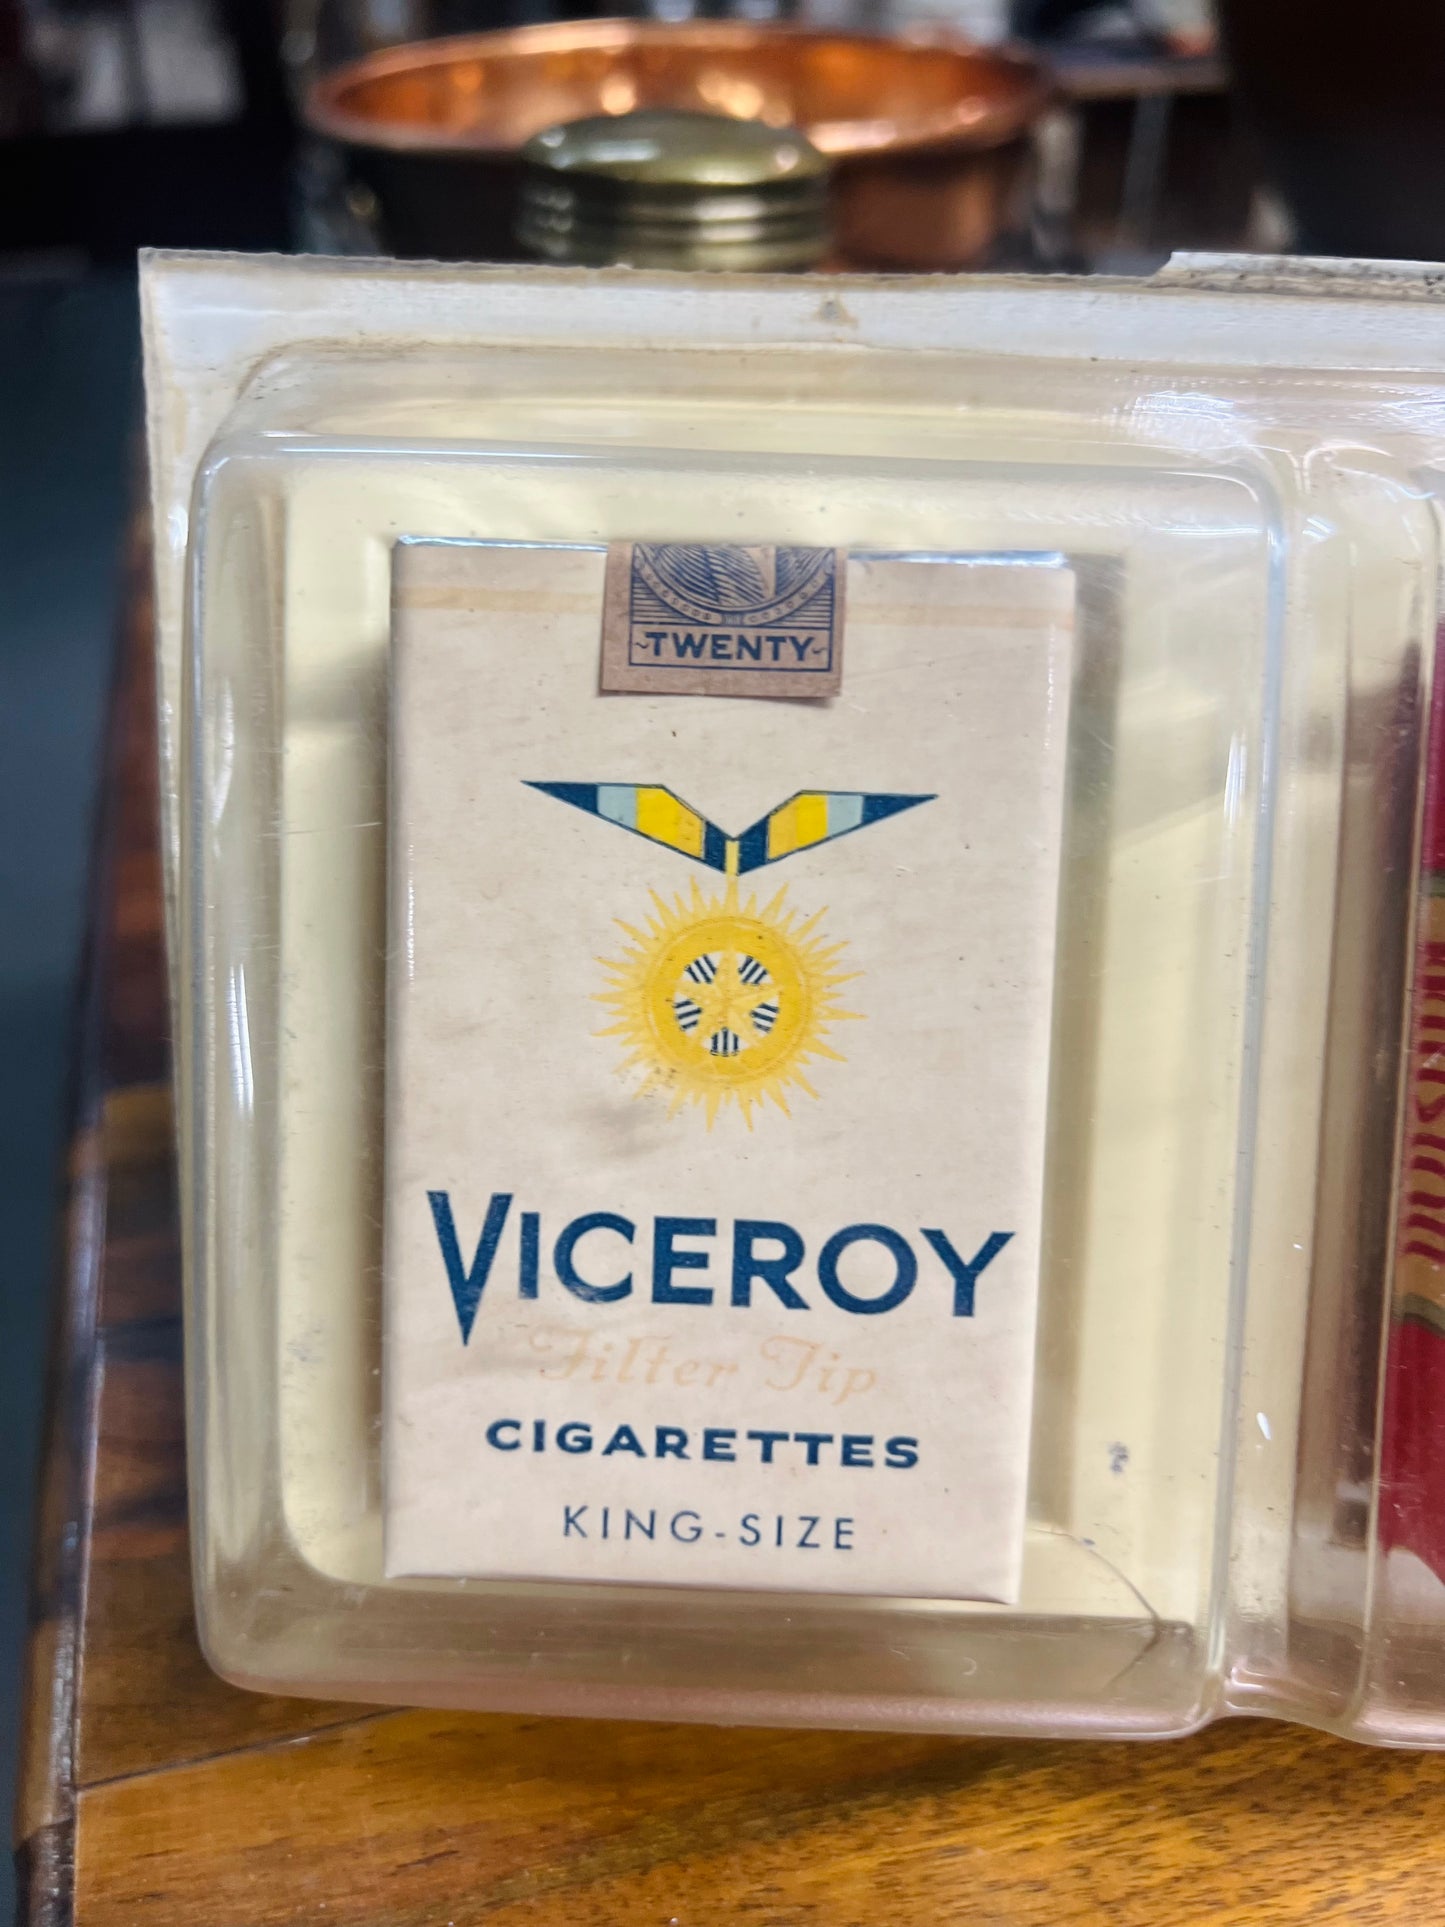 TWENTY
VICEROY
Filter Tip
CIGARETTES
KING-SIZE